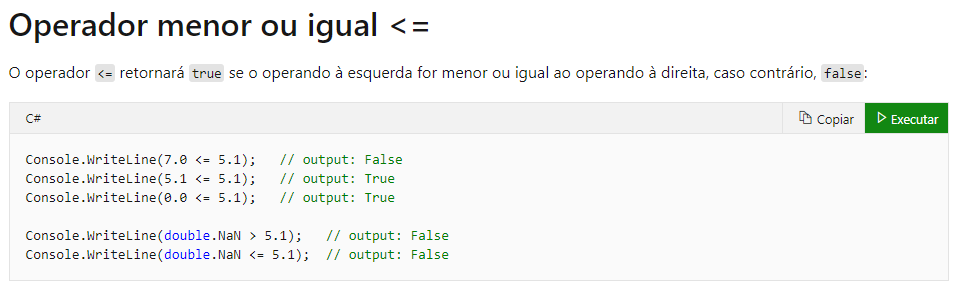 Operador menor ou igual <=
O operador <= retornará true se o operando à esquerda for menor ou igual ao operando à direita, caso contrário, false:
C# Copiar Executar
Console.WriteLine(7.0 <= 5.1);   // output: False
Console.WriteLine(5.1 <= 5.1);   // output: True
Console.WriteLine(0.0 <= 5.1);   // output: True
Console.WriteLine(double.NaN > 5.1);   // output: False
Console.WriteLine(double.NaN <= 5.1);  // output: False